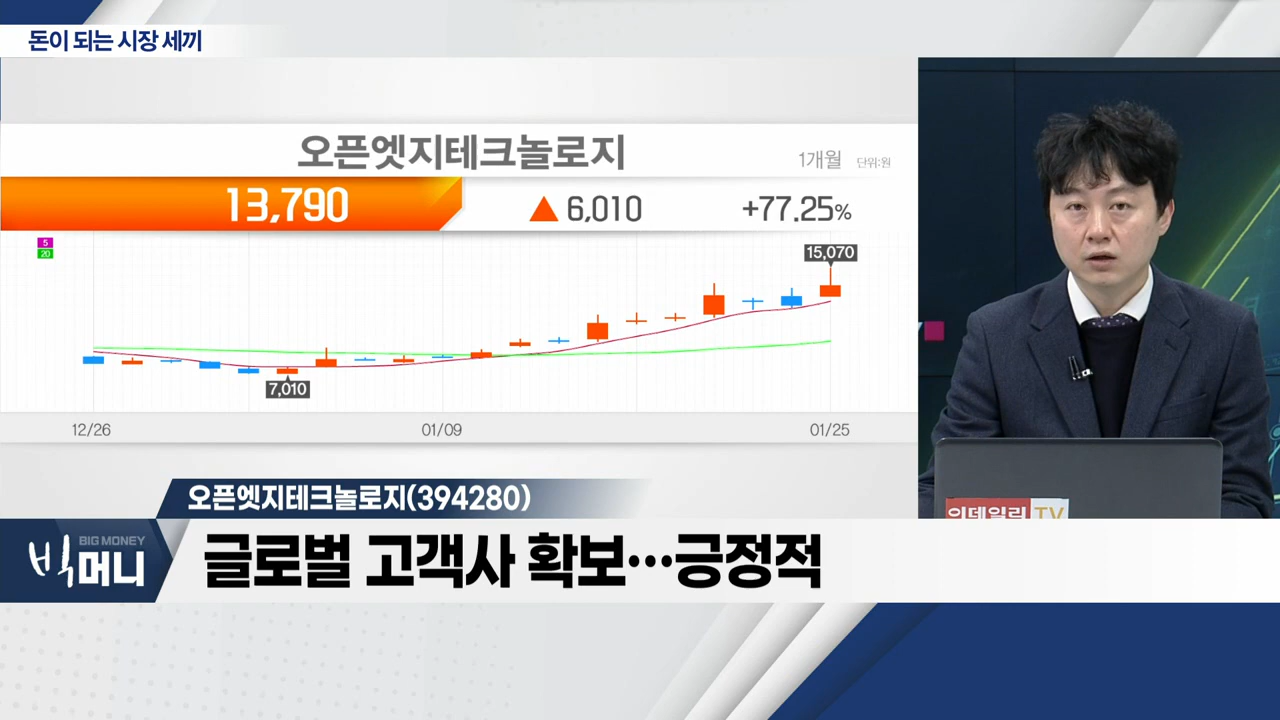 돈이 되는 시장 세끼
오픈엣지테크놀로지
1개월 단위:원
13,790 ▲ 6,010 +77.25%
5
20
15,070
7,010
12/26 01/09 01/25
이데일리 TV
오픈엣지테크놀로지(394280)
BIG MONEY
빅머니
글로벌 고객사 확보…긍정적